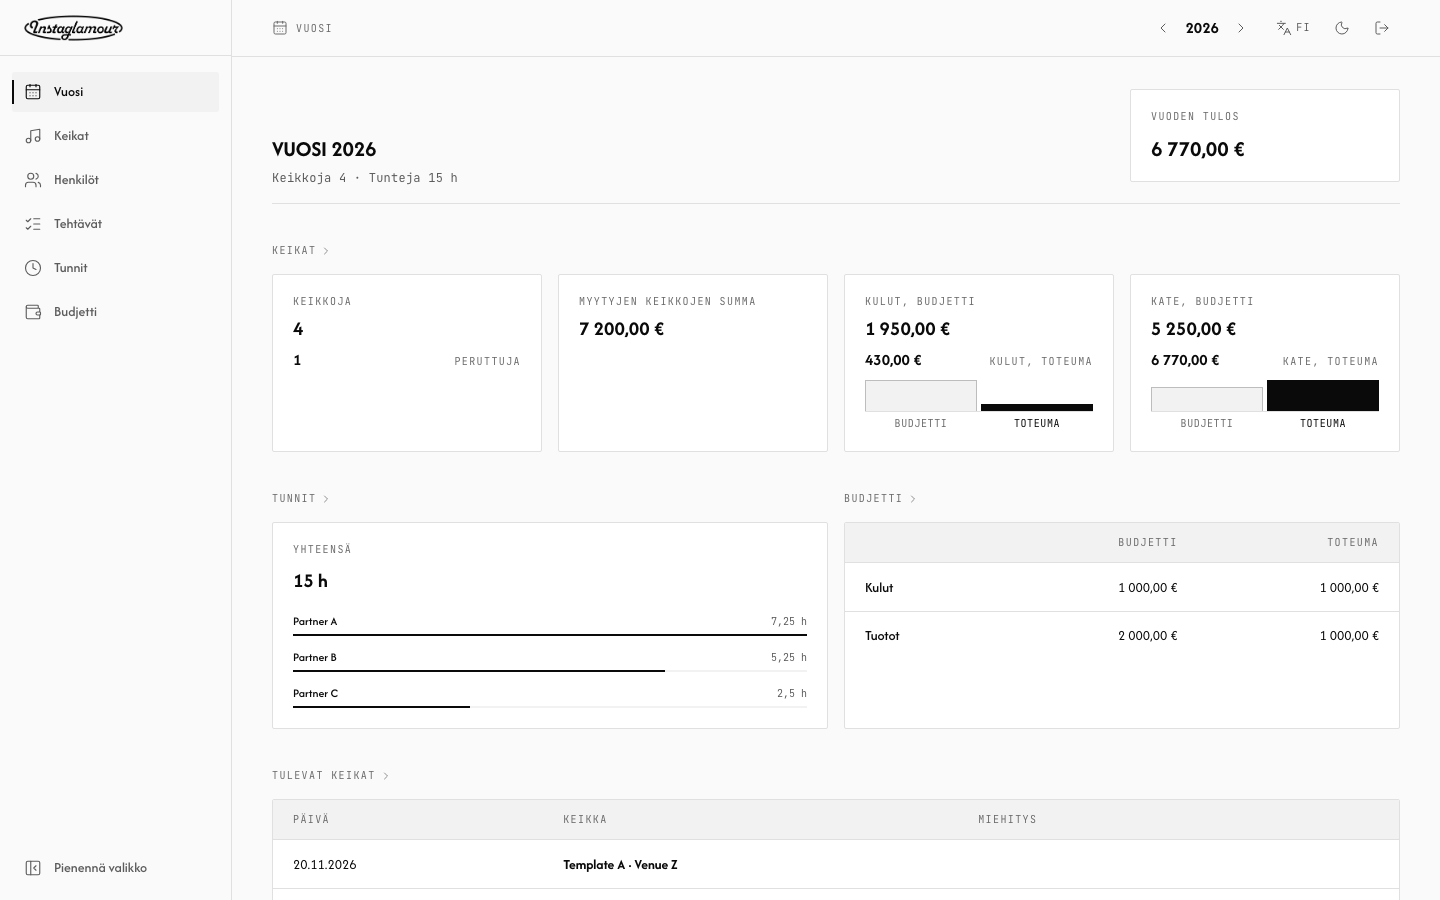 Instaglamour
VUOSI
2026
FI
Vuosi
Keikat
Henkilöt
Tehtävät
Tunnit
Budjetti
Pienennä valikko
VUOSI 2026
Keikkoja 4 · Tunteja 15 h
VUODEN TULOS
6 770,00 €
KEIKAT
KEIKKOJA
4
1 PERUTTUJA
MYYTYJEN KEIKKOJEN SUMMA
7 200,00 €
KULUT, BUDJETTI
1 950,00 €
430,00 € KULUT, TOTEUMA
BUDJETTI TOTEUMA
KATE, BUDJETTI
5 250,00 €
6 770,00 € KATE, TOTEUMA
BUDJETTI TOTEUMA
TUNNIT
YHTEENSÄ
15 h
Partner A 7,25 h
Partner B 5,25 h
Partner C 2,5 h
BUDJETTI
BUDJETTI TOTEUMA
Kulut 1 000,00 € 1 000,00 €
Tuotot 2 000,00 € 1 000,00 €
TULEVAT KEIKAT
PÄIVÄ KEIKKA MIEHITYS
20.11.2026 Template A · Venue Z